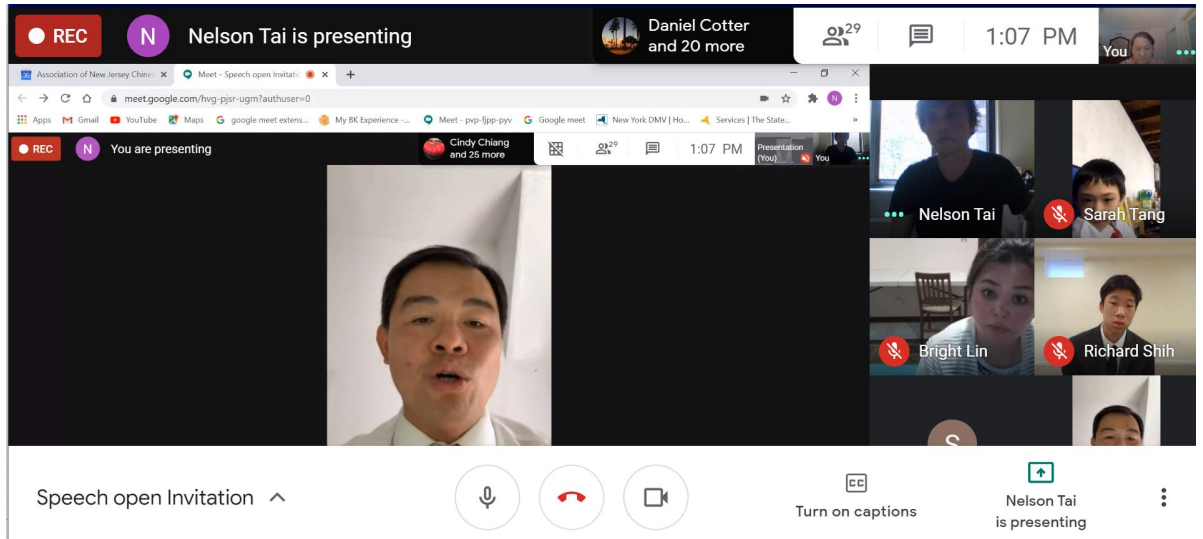 REC
N
Nelson Tai is presenting
Daniel Cotter
and 20 more
29
1:07 PM
You
Association of New Jersey Chine
Meet - Speech open Invitati
meet.google.com/hvg-pjsr-ugm?authuser=0
N
Apps
Gmail
YouTube
Maps
google meet extens...
My BK Experience -...
Meet - pvp-fjpp-pyv
Google meet
New York DMV | Ho...
Services | The State...
»
REC
N
You are presenting
Cindy Chiang
and 25 more
29
1:07 PM
Presentation
(You)
You
Nelson Tai
Sarah Tang
Bright Lin
Richard Shih
S
Speech open Invitation
CC
Turn on captions
Nelson Tai
is presenting